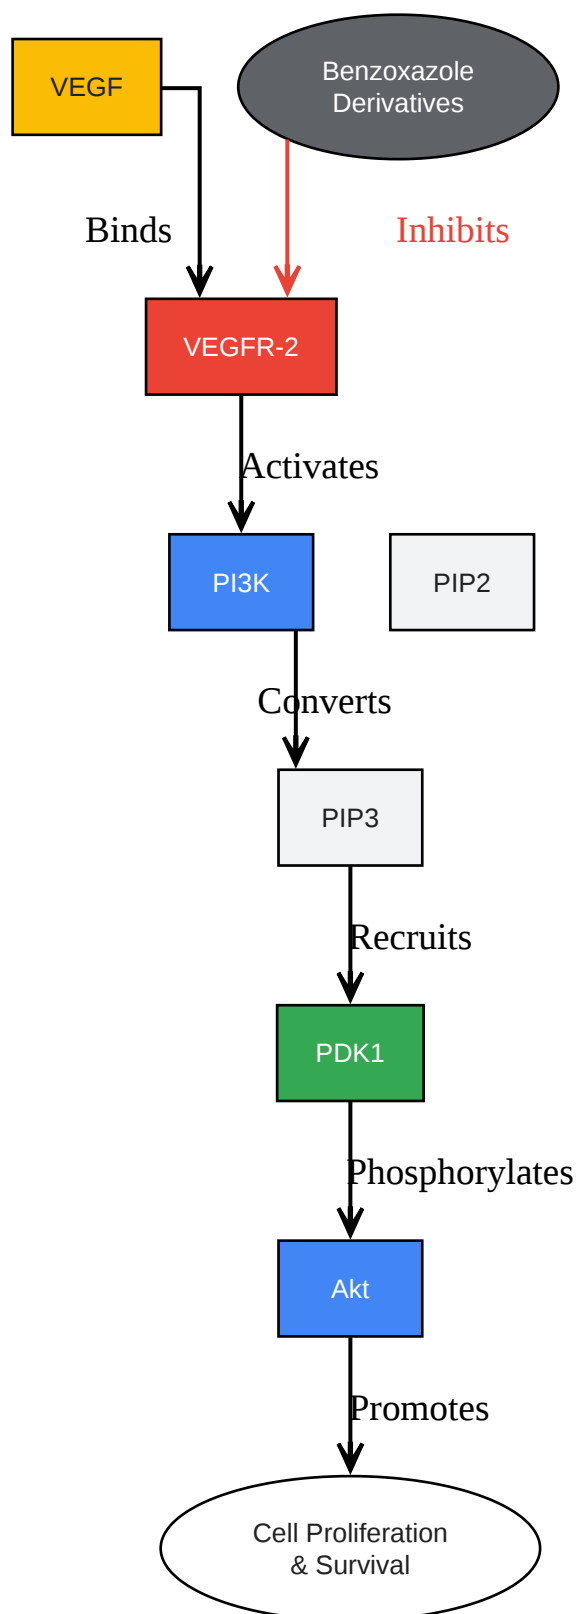 VEGF
Benzoxazole
Derivatives
Binds
Inhibits
VEGFR-2
Activates
PI3K
PIP2
Converts
PIP3
Recruits
PDK1
Phosphorylates
Akt
Promotes
Cell Proliferation
& Survival